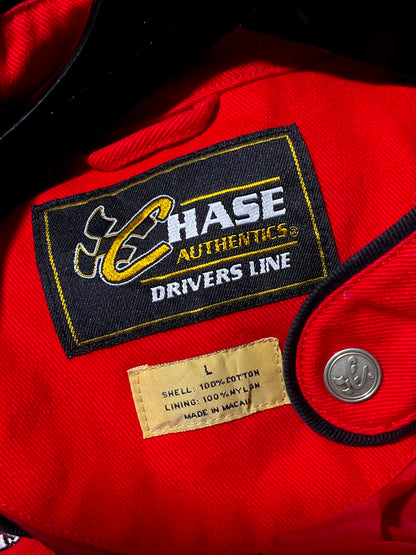 CHASE
AUTHENTICS®
DRIVERS LINE
L
SHELL: 100% COTTON
LINING: 100% NYLON
MADE IN MACAU